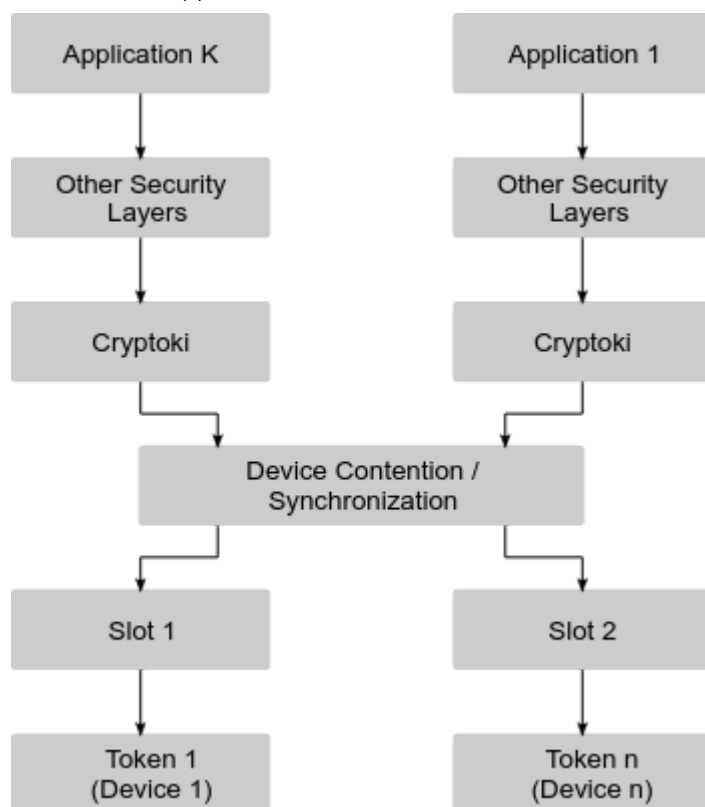 Application K
Application 1
Other Security
Layers
Other Security
Layers
Cryptoki
Cryptoki
Device Contention /
Synchronization
Slot 1
Slot 2
Token 1
(Device 1)
Token n
(Device n)